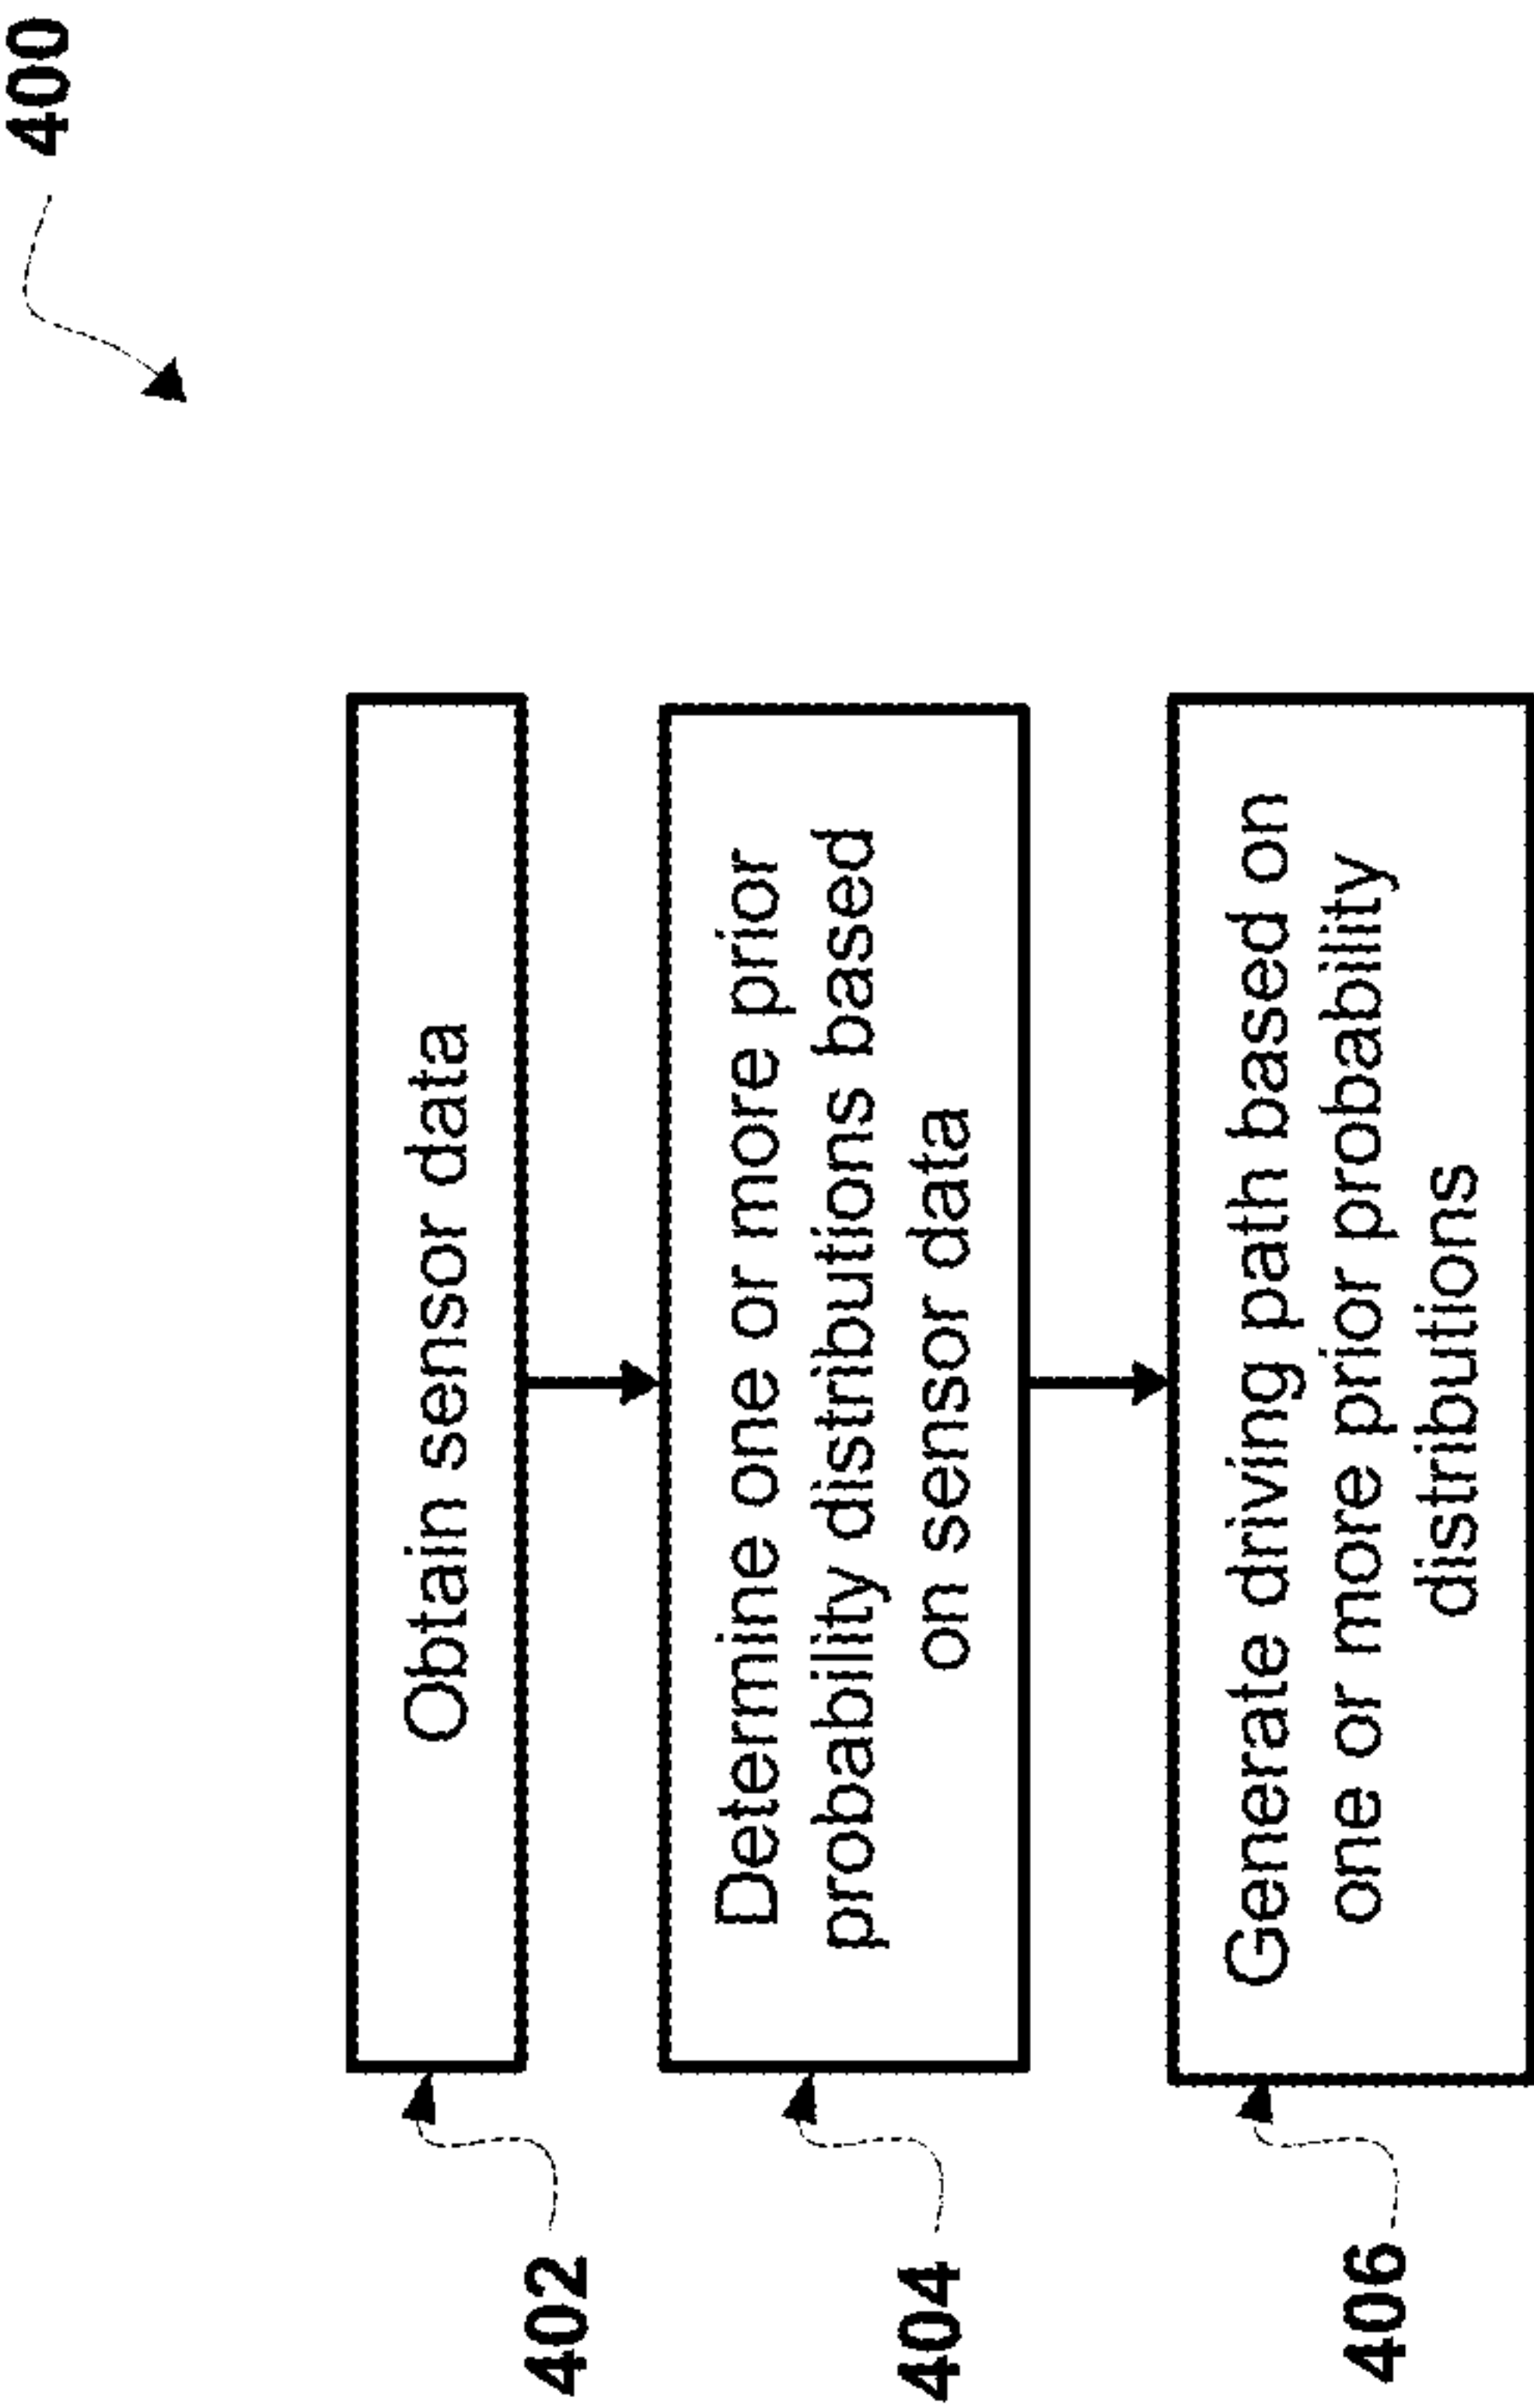 400
402
Obtain sensor data
404
Determine one or more prior
probability distributions based
on sensor data
406
Generate driving path based on
one or more prior probability
distributions